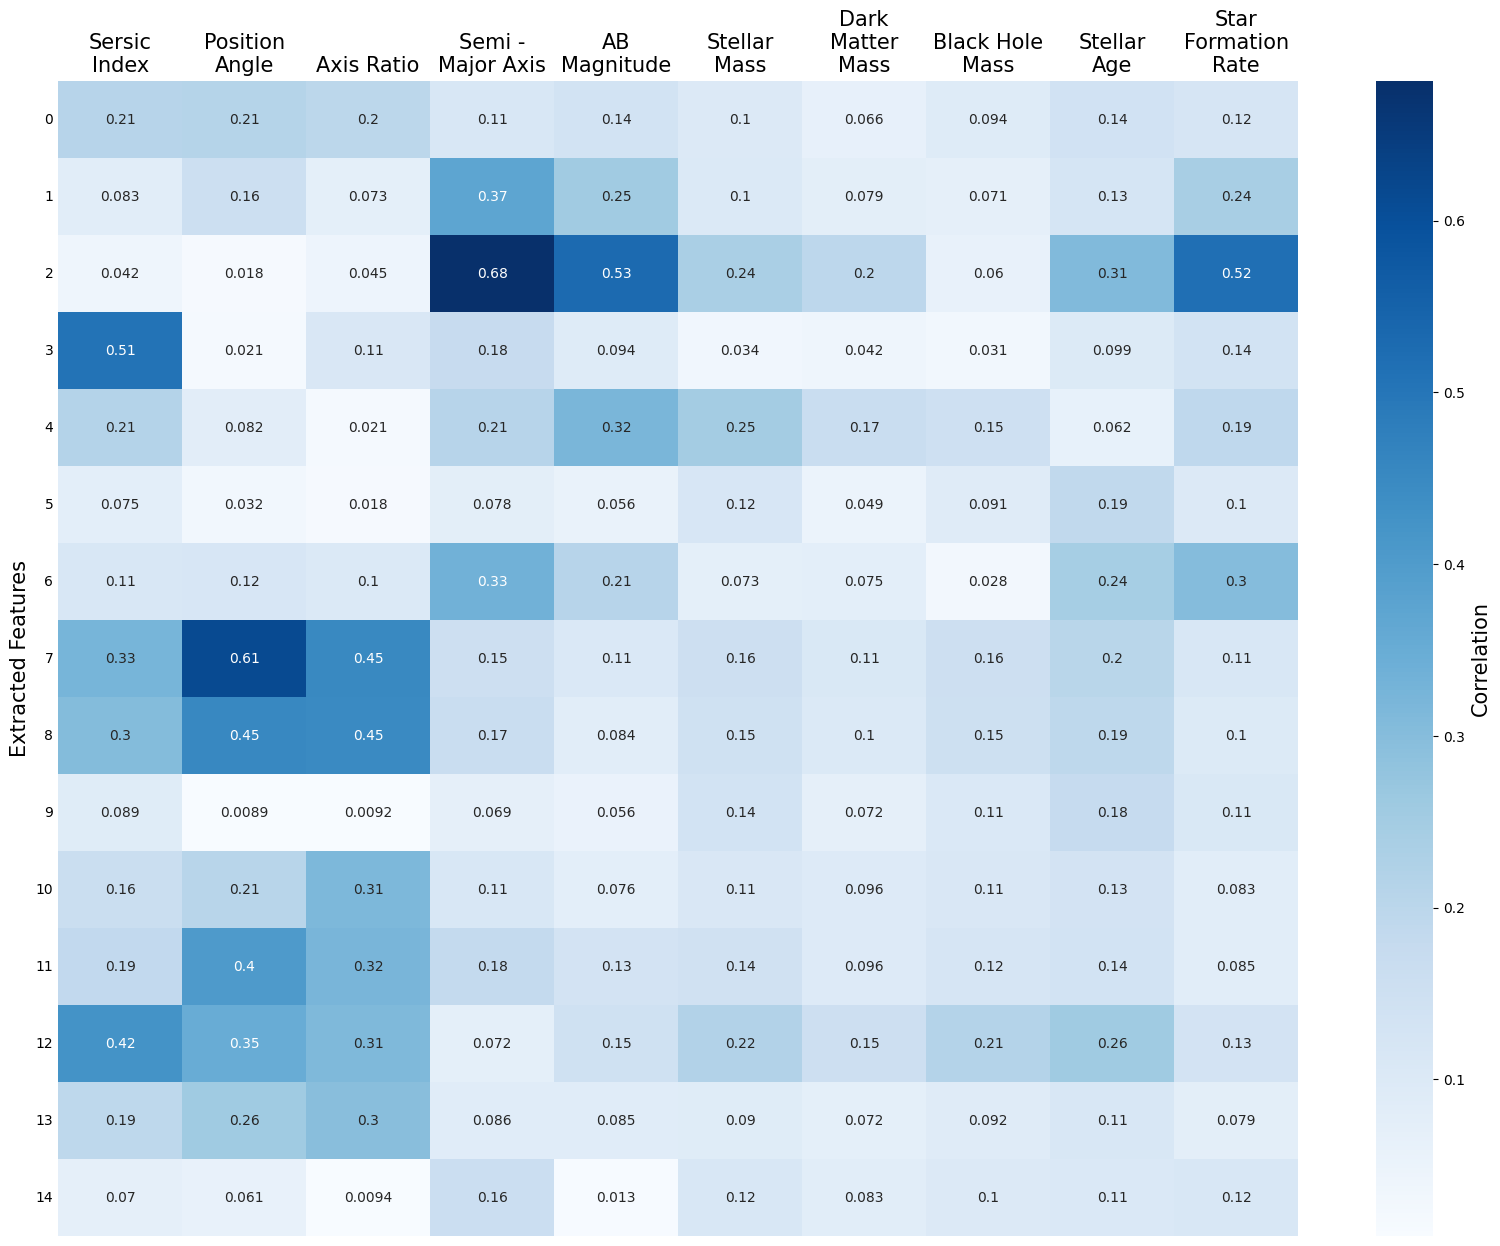 Sersic Index
Position Angle
Axis Ratio
Semi - Major Axis
AB Magnitude
Stellar Mass
Dark Matter Mass
Black Hole Mass
Stellar Age
Star Formation Rate
Extracted Features
0 0.21 0.21 0.2 0.11 0.14 0.1 0.066 0.094 0.14 0.12
1 0.083 0.16 0.073 0.37 0.25 0.1 0.079 0.071 0.13 0.24
2 0.042 0.018 0.045 0.68 0.53 0.24 0.2 0.06 0.31 0.52
3 0.51 0.021 0.11 0.18 0.094 0.034 0.042 0.031 0.099 0.14
4 0.21 0.082 0.021 0.21 0.32 0.25 0.17 0.15 0.062 0.19
5 0.075 0.032 0.018 0.078 0.056 0.12 0.049 0.091 0.19 0.1
6 0.11 0.12 0.1 0.33 0.21 0.073 0.075 0.028 0.24 0.3
7 0.33 0.61 0.45 0.15 0.11 0.16 0.11 0.16 0.2 0.11
8 0.3 0.45 0.45 0.17 0.084 0.15 0.1 0.15 0.19 0.1
9 0.089 0.0089 0.0092 0.069 0.056 0.14 0.072 0.11 0.18 0.11
10 0.16 0.21 0.31 0.11 0.076 0.11 0.096 0.11 0.13 0.083
11 0.19 0.4 0.32 0.18 0.13 0.14 0.096 0.12 0.14 0.085
12 0.42 0.35 0.31 0.072 0.15 0.22 0.15 0.21 0.26 0.13
13 0.19 0.26 0.3 0.086 0.085 0.09 0.072 0.092 0.11 0.079
14 0.07 0.061 0.0094 0.16 0.013 0.12 0.083 0.1 0.11 0.12
0.6
0.5
0.4
0.3
0.2
0.1
Correlation